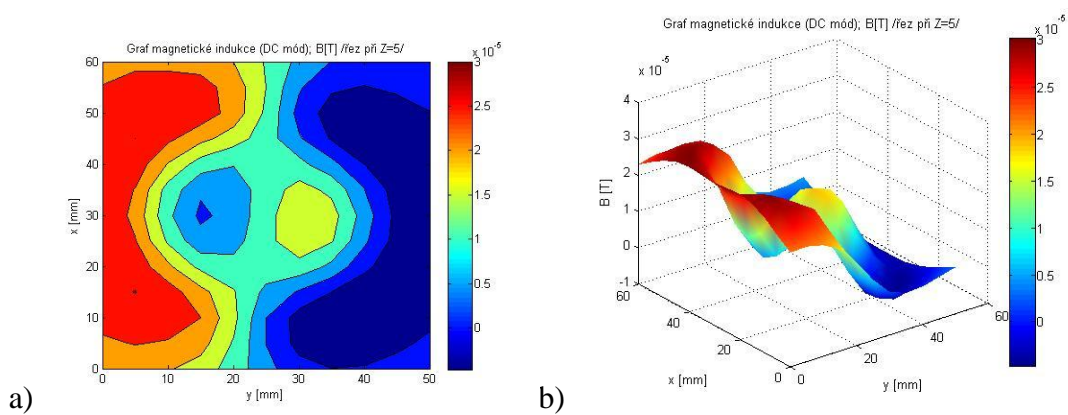 Graf magnetické indukce (DC mód); B[T] /řez při Z=5/
x 10⁻⁵
60
50
40
30
20
10
0
x [mm]
0 10 20 30 40 50
y [mm]
3
2.5
2
1.5
1
0.5
0
a)
Graf magnetické indukce (DC mód); B[T] /řez při Z=5/
x 10⁻⁵
4
3
2
1
0
-1
B [T]
60
40
20
0
x [mm]
0
20
40
60
y [mm]
x 10⁻⁵
3
2.5
2
1.5
1
0.5
0
b)